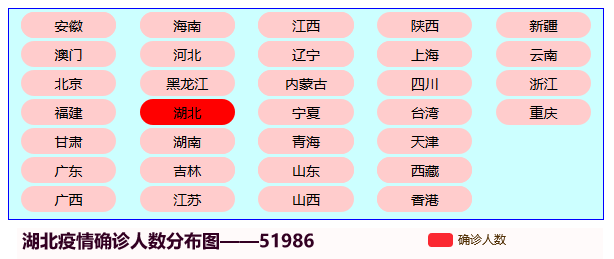 安徽 海南 江西 陕西 新疆
澳门 河北 辽宁 上海 云南
北京 黑龙江 内蒙古 四川 浙江
福建 湖北 宁夏 台湾 重庆
甘肃 湖南 青海 天津
广东 吉林 山东 西藏
广西 江苏 山西 香港
湖北疫情确诊人数分布图——51986 确诊人数